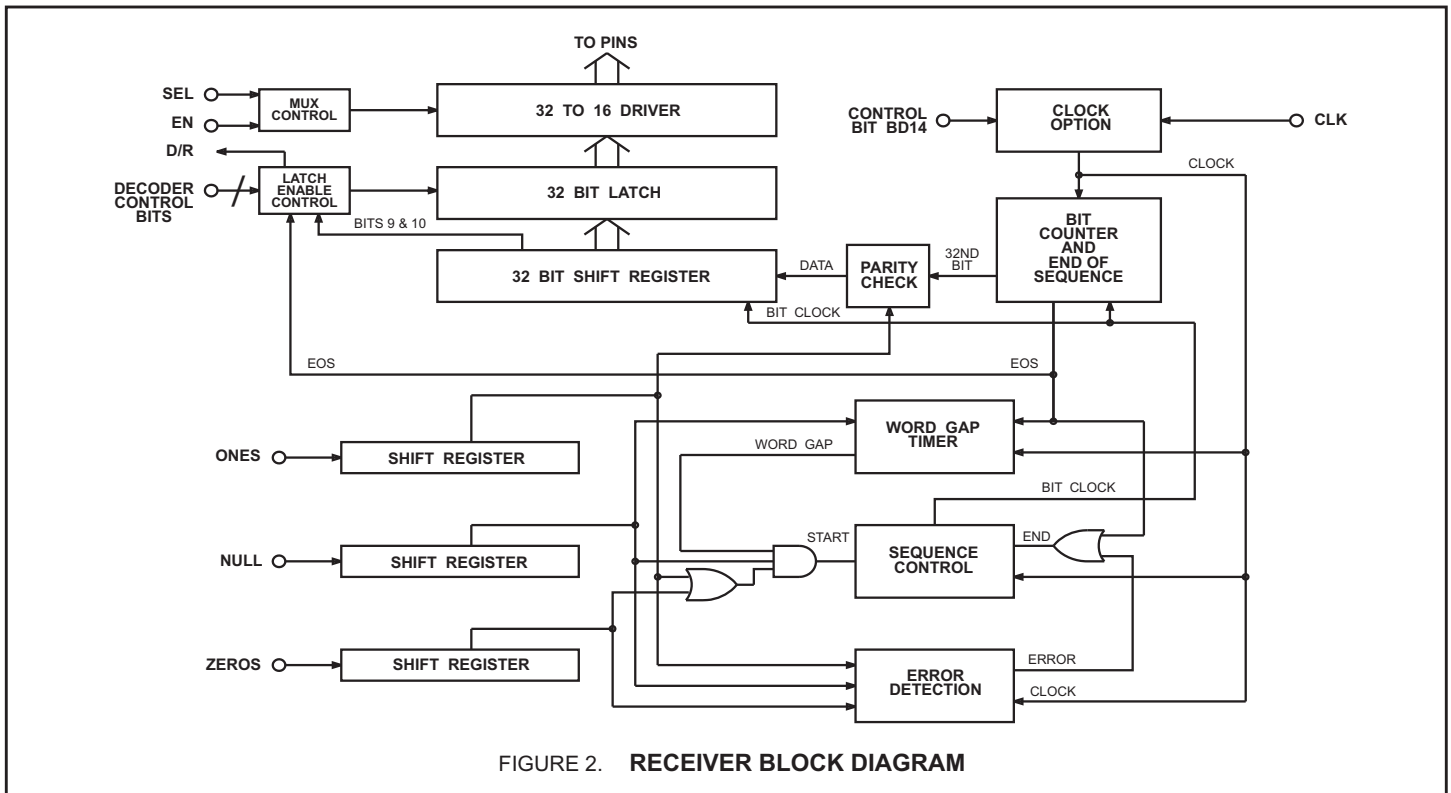 TO PINS
SEL
MUX
CONTROL
32 TO 16 DRIVER
CONTROL
BIT BD14
CLOCK
OPTION
CLK
EN
D/R
CLOCK
DECODER
CONTROL
BITS
LATCH
ENABLE
CONTROL
32 BIT LATCH
BITS 9 & 10
BIT
COUNTER
AND
END OF
SEQUENCE
32 BIT SHIFT REGISTER
DATA
PARITY
CHECK
32ND
BIT
BIT CLOCK
EOS
EOS
ONES
SHIFT REGISTER
WORD GAP
WORD GAP
TIMER
BIT CLOCK
NULL
SHIFT REGISTER
START
SEQUENCE
CONTROL
END
ZEROS
SHIFT REGISTER
ERROR
DETECTION
ERROR
CLOCK
FIGURE 2. RECEIVER BLOCK DIAGRAM